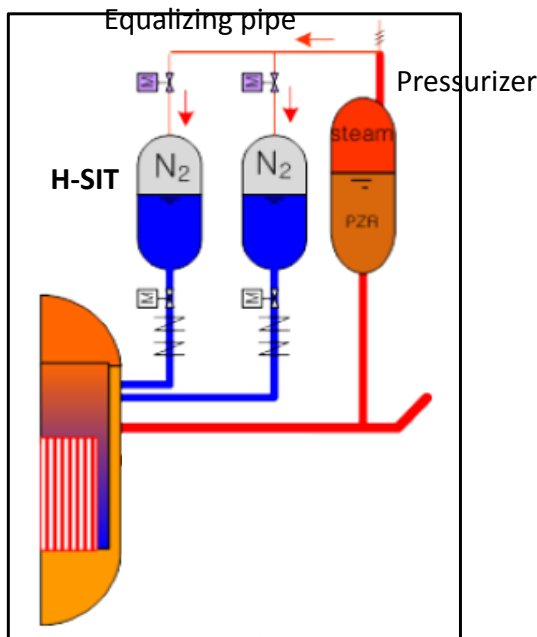 Equalizing pipe
M
M
Pressurizer
steam
H-SIT
N2
N2
PZR
M
M